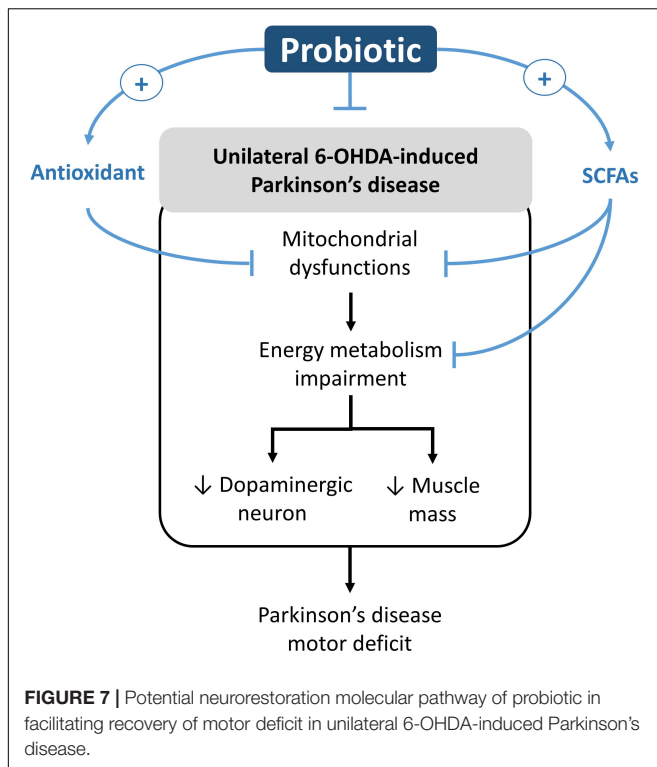 Probiotic
+
+
Antioxidant
SCFAs
Unilateral 6-OHDA-induced
Parkinson's disease
Mitochondrial
dysfunctions
Energy metabolism
impairment
↓ Dopaminergic
neuron
↓ Muscle
mass
Parkinson's disease
motor deficit
FIGURE 7 | Potential neurorestoration molecular pathway of probiotic in
facilitating recovery of motor deficit in unilateral 6-OHDA-induced Parkinson's
disease.